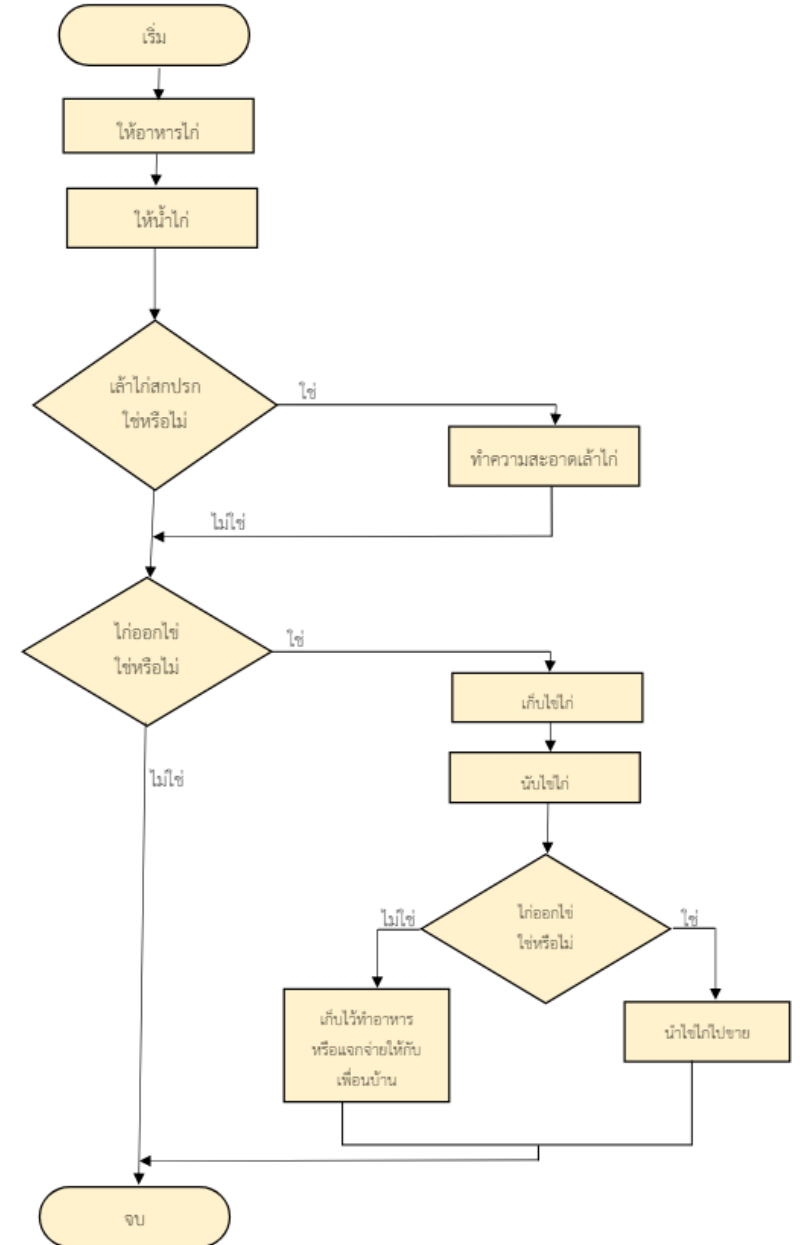 เริ่ม
ให้อาหารไก่
ให้น้ำไก่
เล้าไก่สกปรก
ใช่หรือไม่
ใช่
ทำความสะอาดเล้าไก่
ไม่ใช่
ไก่ออกไข่
ใช่หรือไม่
ใช่
เก็บไข่ไก่
นับไข่ไก่
ไม่ใช่
ไก่ออกไข่
ใช่หรือไม่
ไม่ใช่
ใช่
เก็บไว้ทำอาหาร
หรือแจกจ่ายให้กับ
เพื่อนบ้าน
นำไข่ไก่ไปขาย
จบ